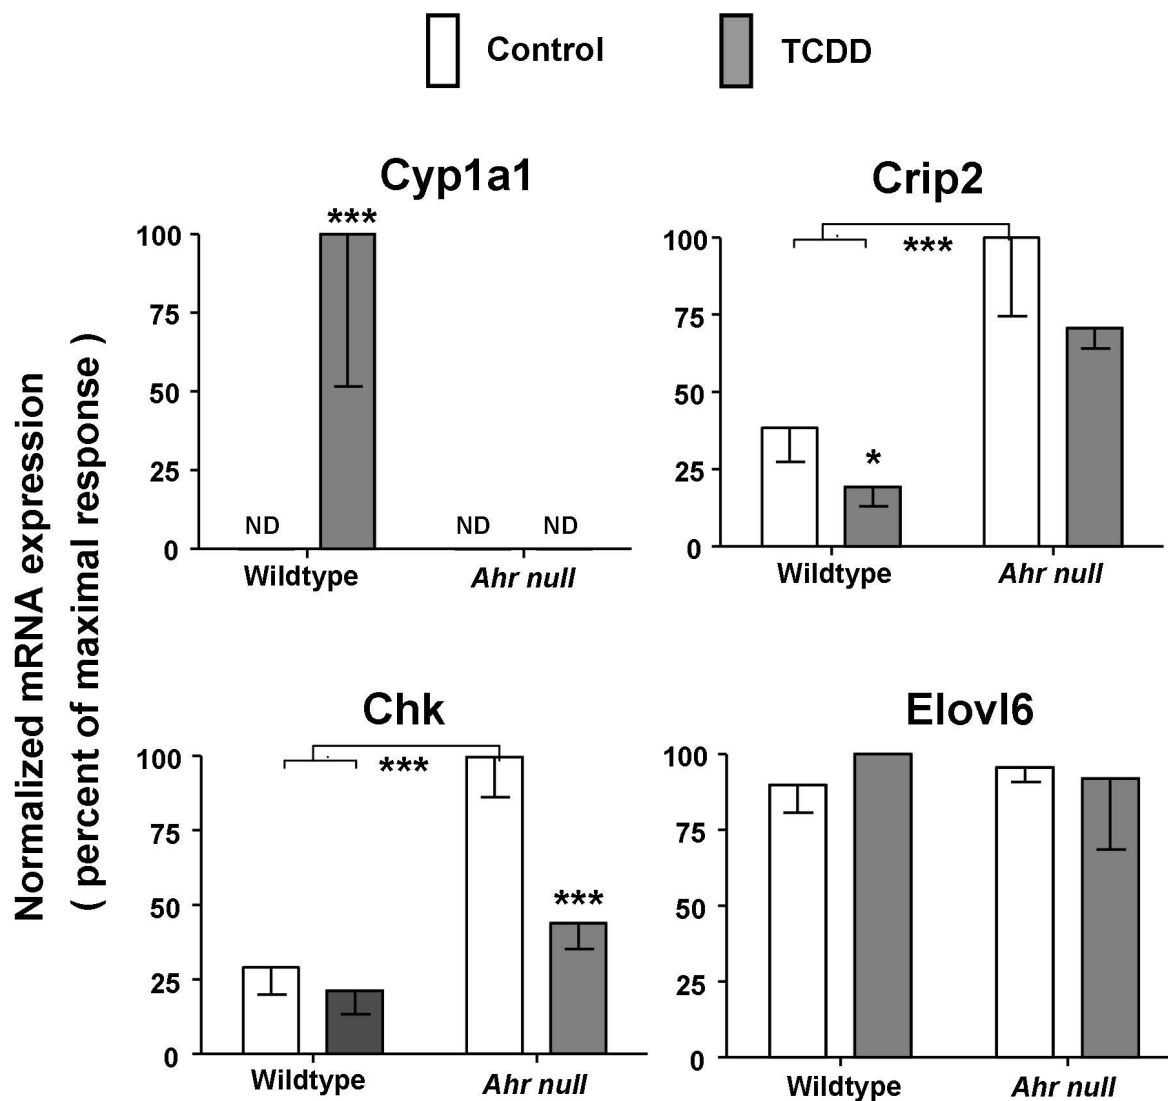 Control TCDD
Normalized mRNA expression
( percent of maximal response )
Cyp1a1
***
100
75
50
25
0
ND ND ND
Wildtype Ahr null
Crip2
***
*
100
75
50
25
0
Wildtype Ahr null
Chk
***
***
100
75
50
25
0
Wildtype Ahr null
Elovl6
100
75
50
25
0
Wildtype Ahr null